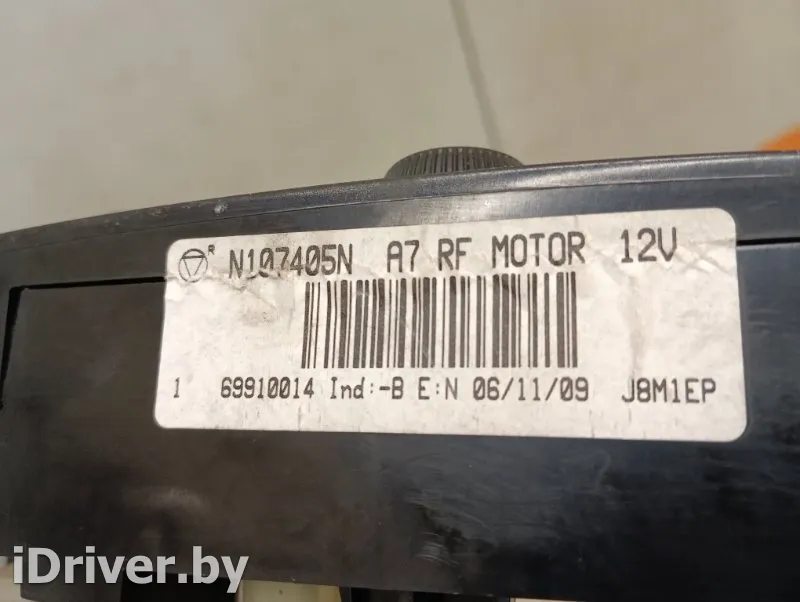 R N107405N A7 RF MOTOR 12V
1 69910014 Ind:-B E:N 06/11/09 J8M1EP
iDriver.by